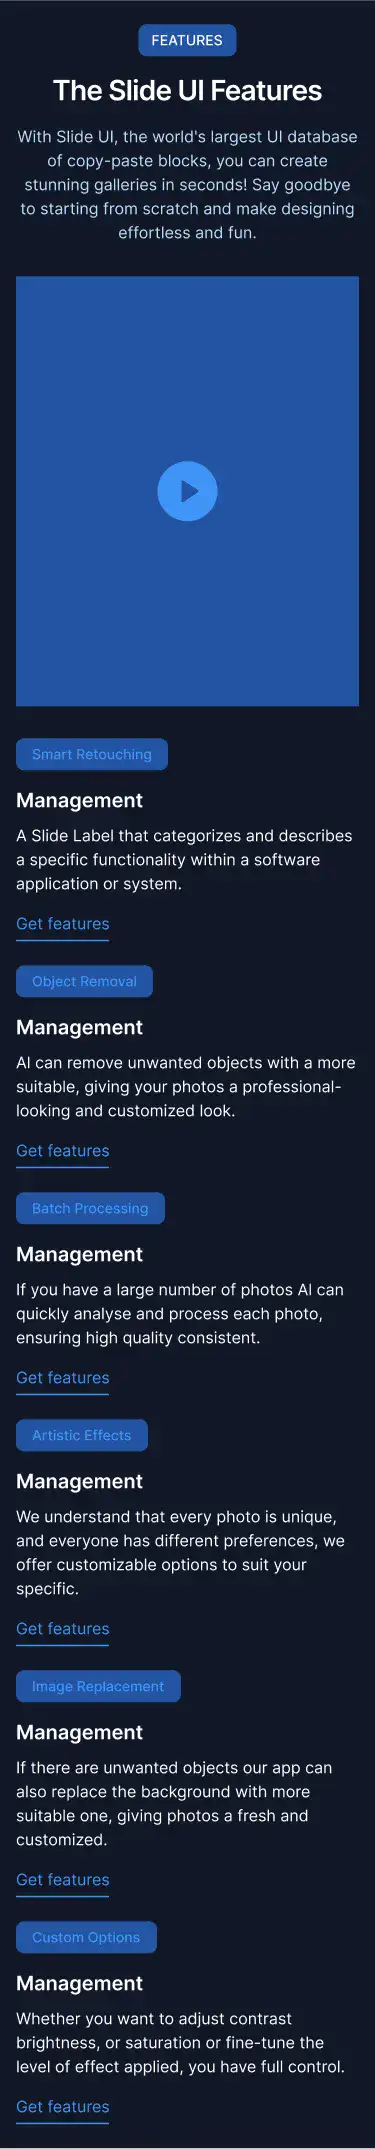 FEATURES
The Slide UI Features
With Slide UI, the world's largest UI database
of copy-paste blocks, you can create
stunning galleries in seconds! Say goodbye
to starting from scratch and make designing
effortless and fun.
Smart Retouching
Management
A Slide Label that categorizes and describes
a specific functionality within a software
application or system.
Get features
Object Removal
Management
AI can remove unwanted objects with a more
suitable, giving your photos a professional-
looking and customized look.
Get features
Batch Processing
Management
If you have a large number of photos AI can
quickly analyse and process each photo,
ensuring high quality consistent.
Get features
Artistic Effects
Management
We understand that every photo is unique,
and everyone has different preferences, we
offer customizable options to suit your
specific.
Get features
Image Replacement
Management
If there are unwanted objects our app can
also replace the background with more
suitable one, giving photos a fresh and
customized.
Get features
Custom Options
Management
Whether you want to adjust contrast
brightness, or saturation or fine-tune the
level of effect applied, you have full control.
Get features